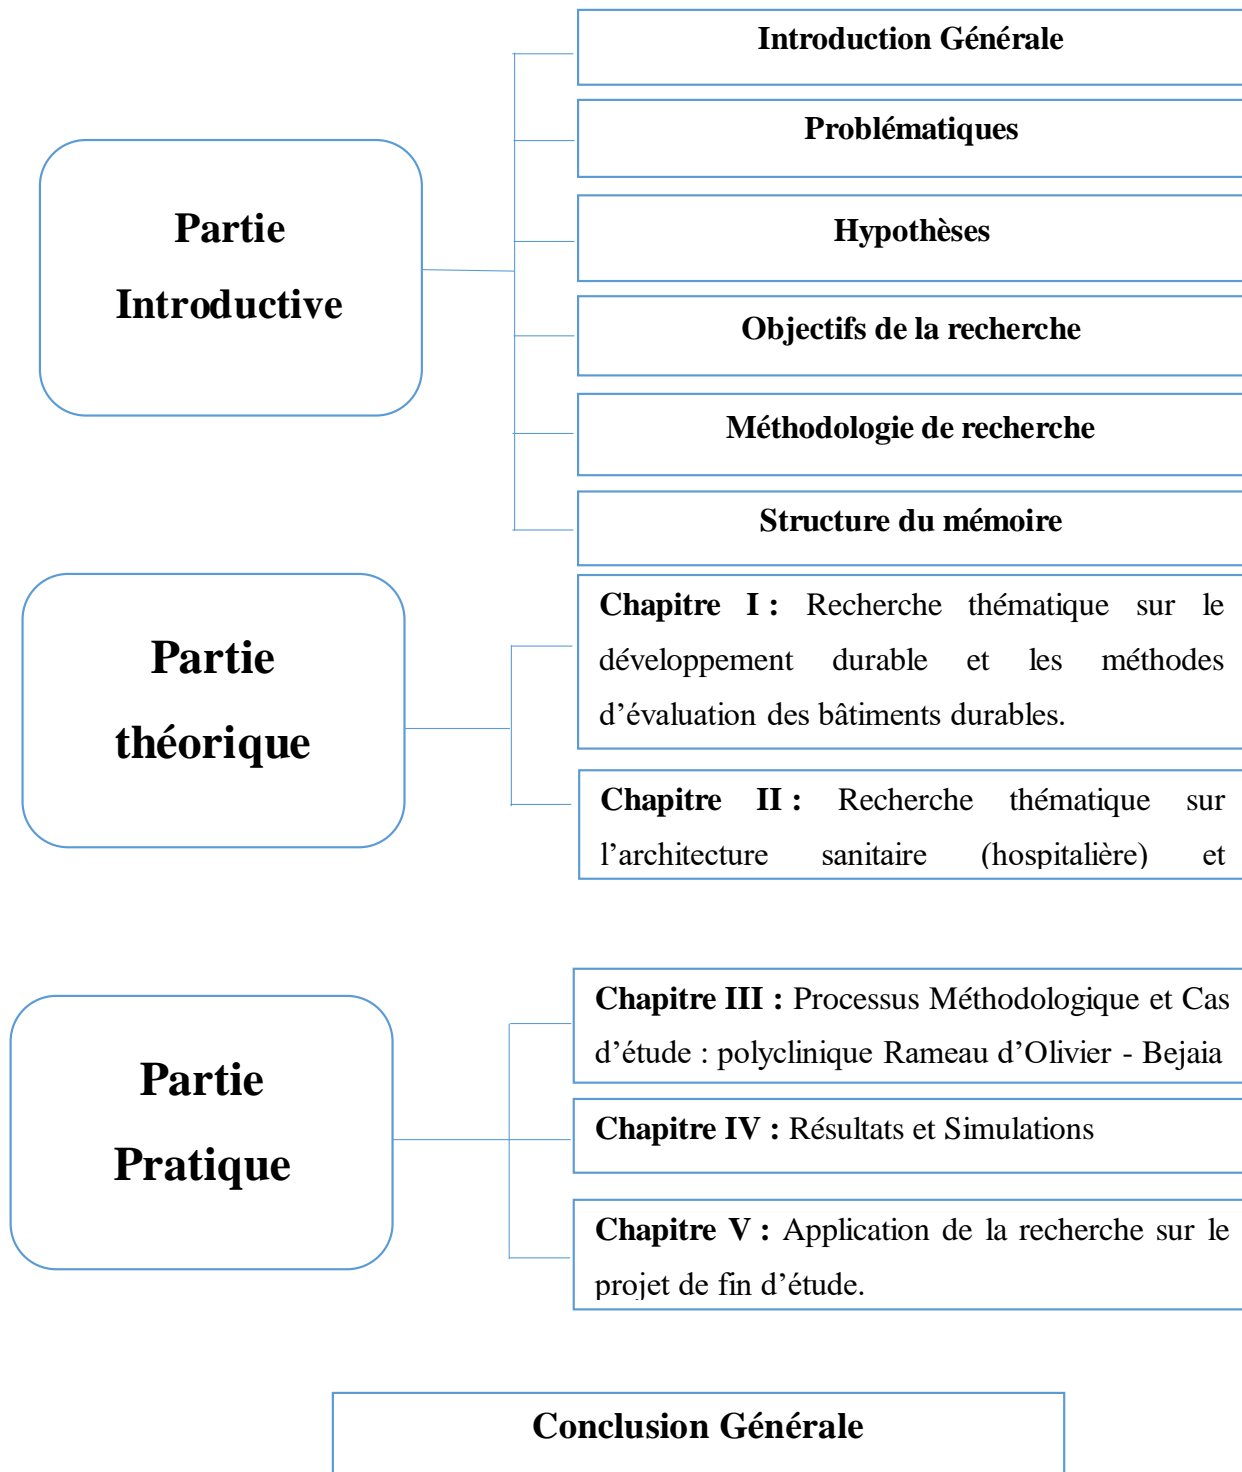 Partie
Introductive
Introduction Générale
Problématiques
Hypothèses
Objectifs de la recherche
Méthodologie de recherche
Structure du mémoire
Partie
théorique
Chapitre I : Recherche thématique sur le
développement durable et les méthodes
d’évaluation des bâtiments durables.
Chapitre II : Recherche thématique sur
l’architecture sanitaire (hospitalière) et
Partie
Pratique
Chapitre III : Processus Méthodologique et Cas
d’étude : polyclinique Rameau d’Olivier - Bejaia
Chapitre IV : Résultats et Simulations
Chapitre V : Application de la recherche sur le
projet de fin d’étude.
Conclusion Générale